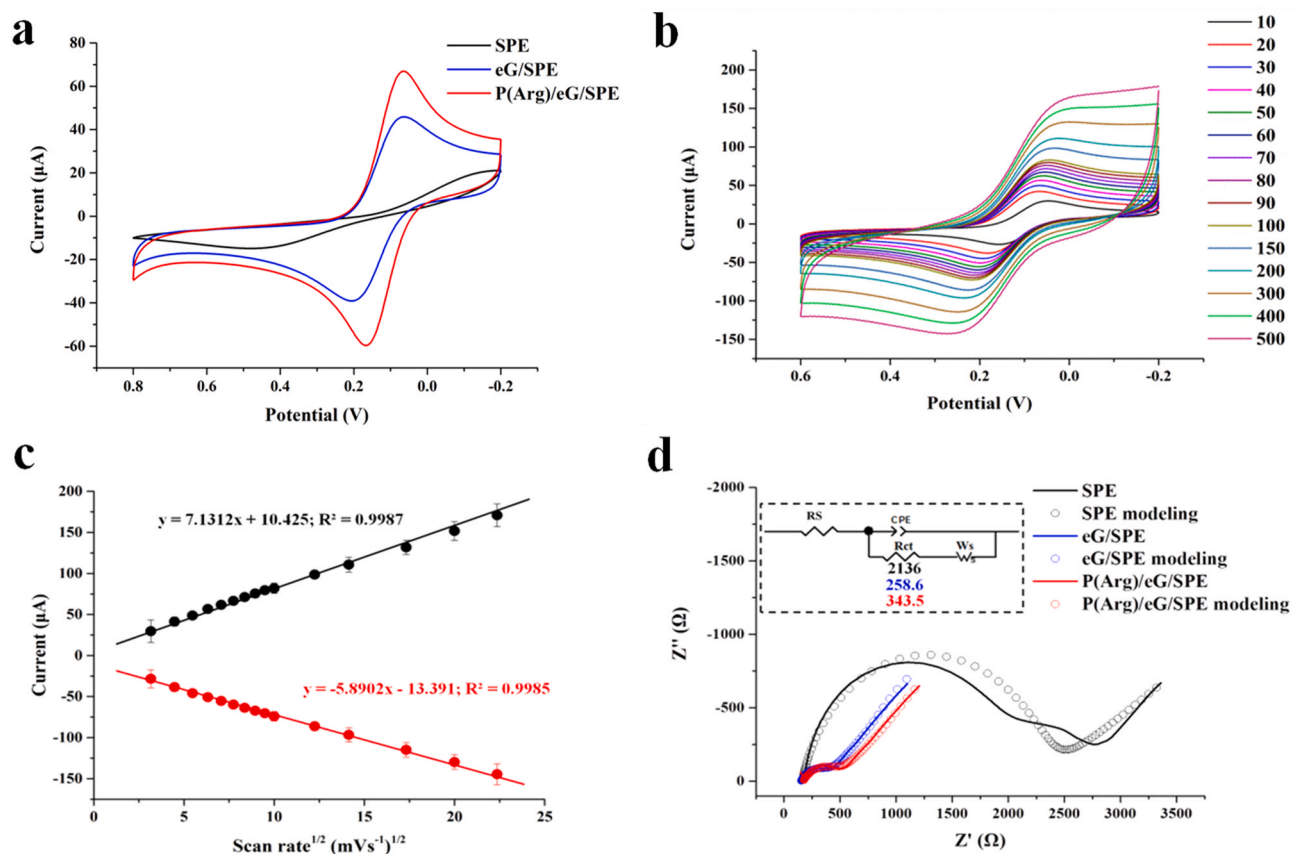 a
SPE
eG/SPE
P(Arg)/eG/SPE
80
60
40
20
0
-20
-40
-60
Current (µA)
0.8
0.6
0.4
0.2
0.0
-0.2
Potential (V)
b
200
150
100
50
0
-50
-100
-150
Current (µA)
0.6
0.4
0.2
0.0
-0.2
Potential (V)
10
20
30
40
50
60
70
80
90
100
150
200
300
400
500
c
y = 7.1312x + 10.425; R² = 0.9987
y = -5.8902x - 13.391; R² = 0.9985
200
150
100
50
0
-50
-100
-150
Current (µA)
0
5
10
15
20
25
Scan rate^1/2 (mVs⁻¹)^1/2
d
SPE
SPE modeling
eG/SPE
eG/SPE modeling
P(Arg)/eG/SPE
P(Arg)/eG/SPE modeling
RS
CPE
Rct
Ws
2136
258.6
343.5
-2000
-1500
-1000
-500
0
Z'' (Ω)
0
500
1000
1500
2000
2500
3000
3500
Z' (Ω)